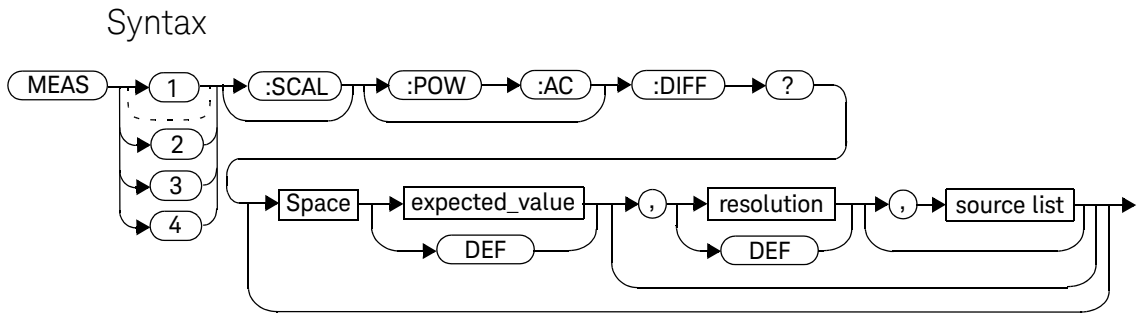 Syntax
MEAS 1 :SCAL :POW :AC :DIFF ?
2
3
4
Space expected_value , resolution , source list
DEF DEF